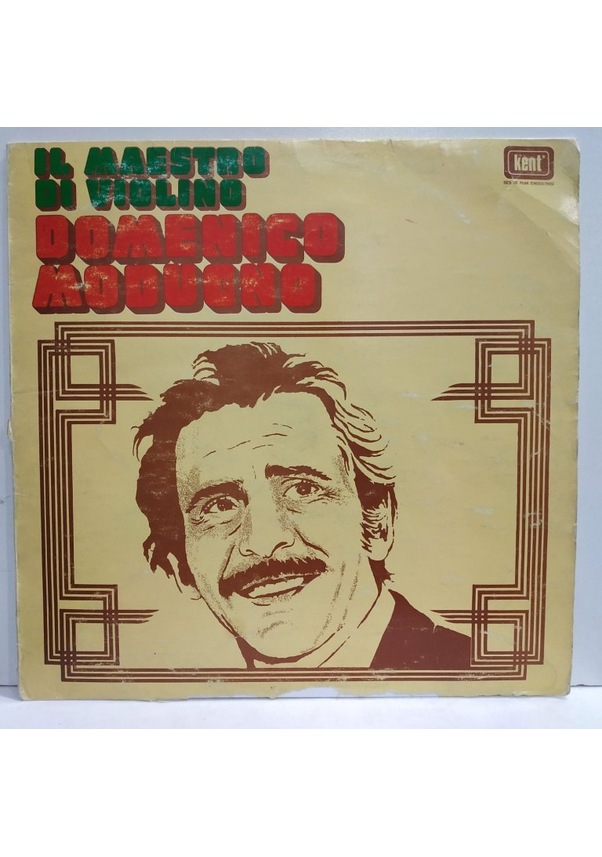 IL MAESTRO
DI VIOLINO
DOMENICO
MODUGNO
kent